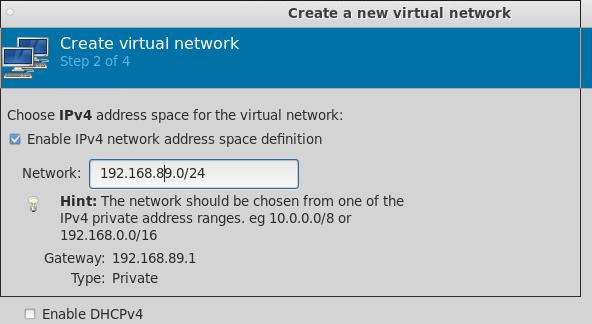 Create a new virtual network
Create virtual network
Step 2 of 4
Choose IPv4 address space for the virtual network:
Enable IPv4 network address space definition
Network: 192.168.89.0/24
Hint: The network should be chosen from one of the
IPv4 private address ranges. eg 10.0.0.0/8 or
192.168.0.0/16
Gateway: 192.168.89.1
Type: Private
Enable DHCPv4